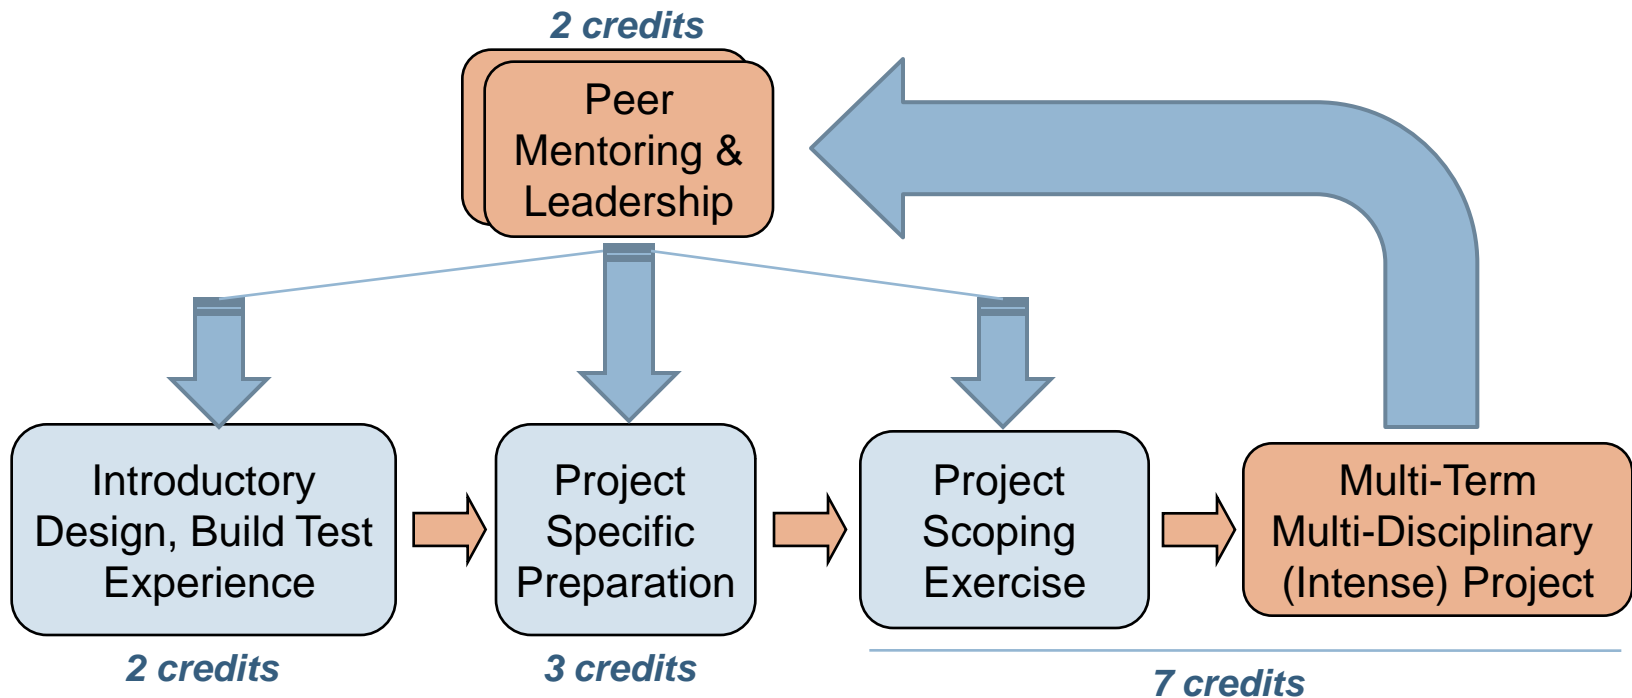 2 credits
Peer
Mentoring &
Leadership
Introductory
Design, Build Test
Experience
Project
Specific
Preparation
Project
Scoping
Exercise
Multi-Term
Multi-Disciplinary
(Intense) Project
2 credits
3 credits
7 credits